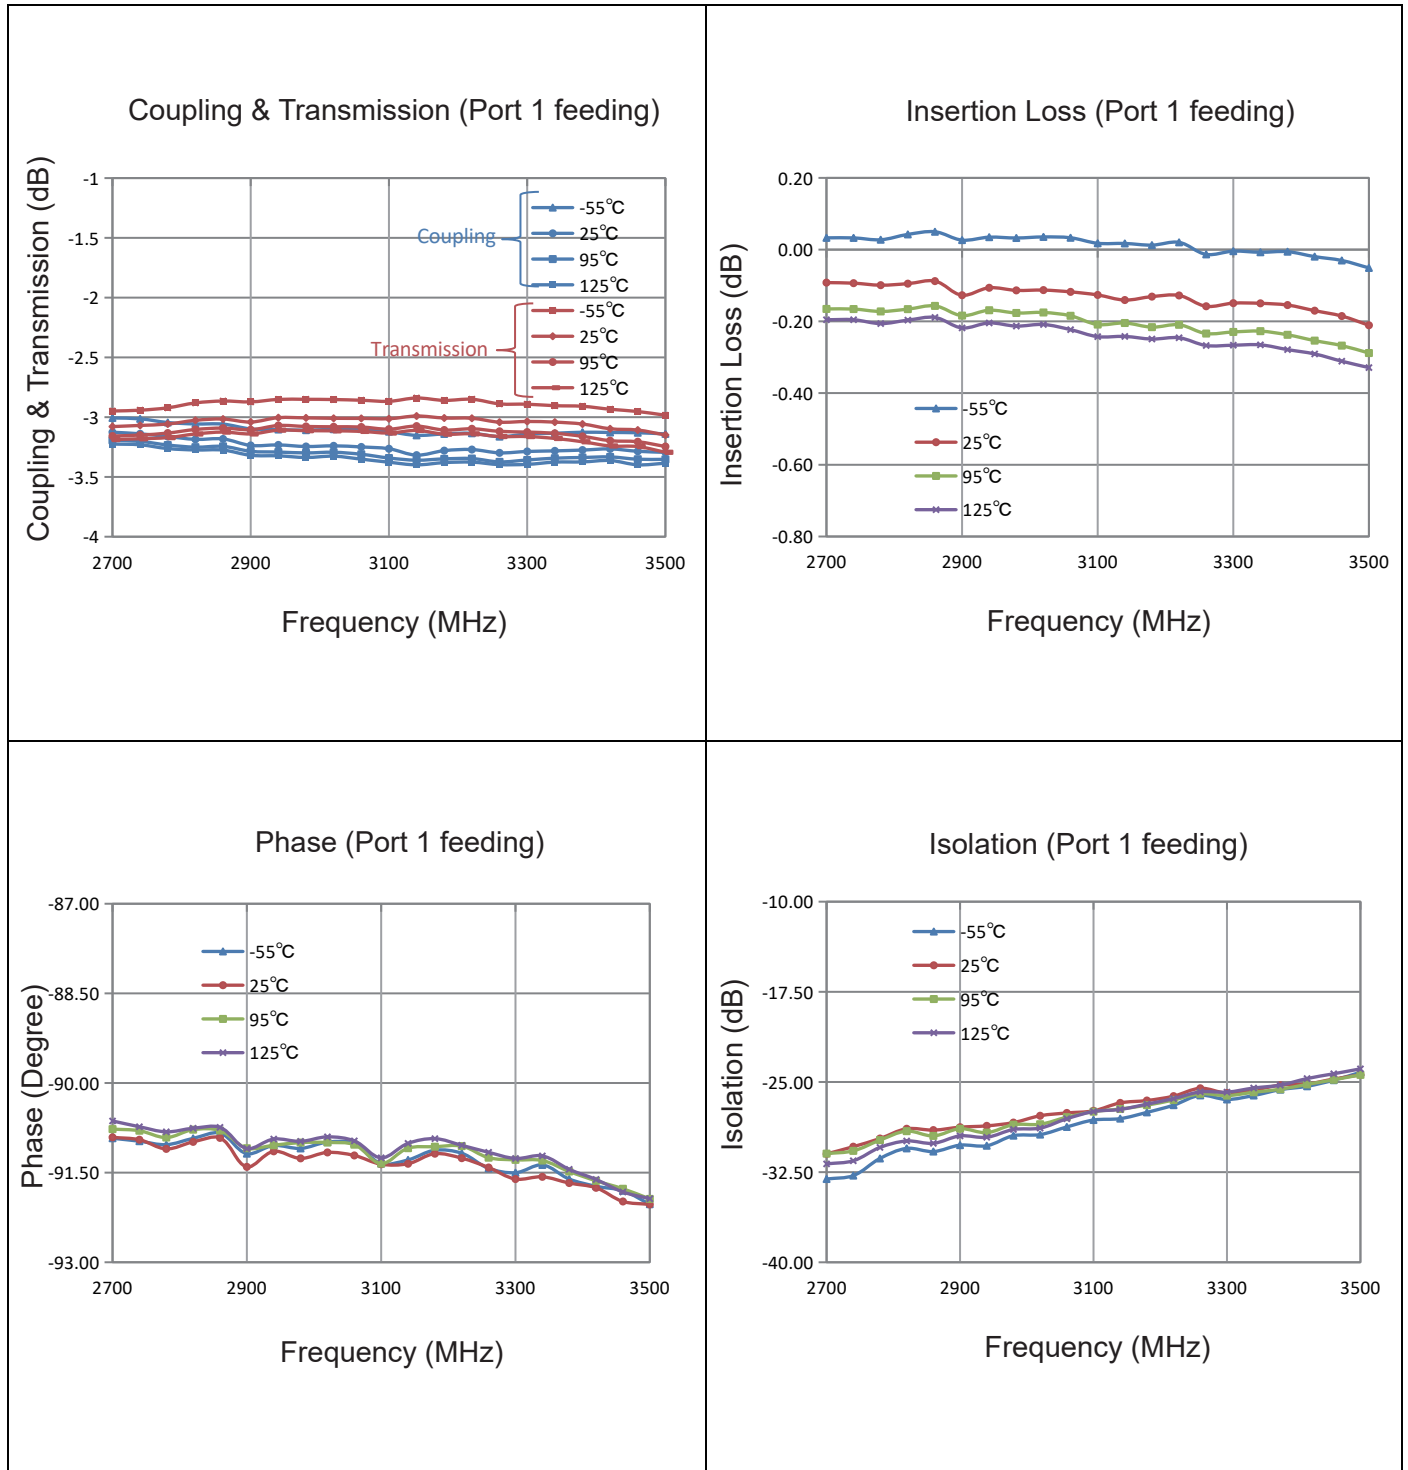 Coupling & Transmission (Port 1 feeding)
Coupling & Transmission (dB)
-1
-1.5
-2
-2.5
-3
-3.5
-4
Coupling
-55℃
25℃
95℃
125℃
Transmission
-55℃
25℃
95℃
125℃
2700 2900 3100 3300 3500
Frequency (MHz)
Insertion Loss (Port 1 feeding)
Insertion Loss (dB)
0.20
0.00
-0.20
-0.40
-0.60
-0.80
-55℃
25℃
95℃
125℃
2700 2900 3100 3300 3500
Frequency (MHz)
Phase (Port 1 feeding)
Phase (Degree)
-87.00
-88.50
-90.00
-91.50
-93.00
-55℃
25℃
95℃
125℃
2700 2900 3100 3300 3500
Frequency (MHz)
Isolation (Port 1 feeding)
Isolation (dB)
-10.00
-17.50
-25.00
-32.50
-40.00
-55℃
25℃
95℃
125℃
2700 2900 3100 3300 3500
Frequency (MHz)